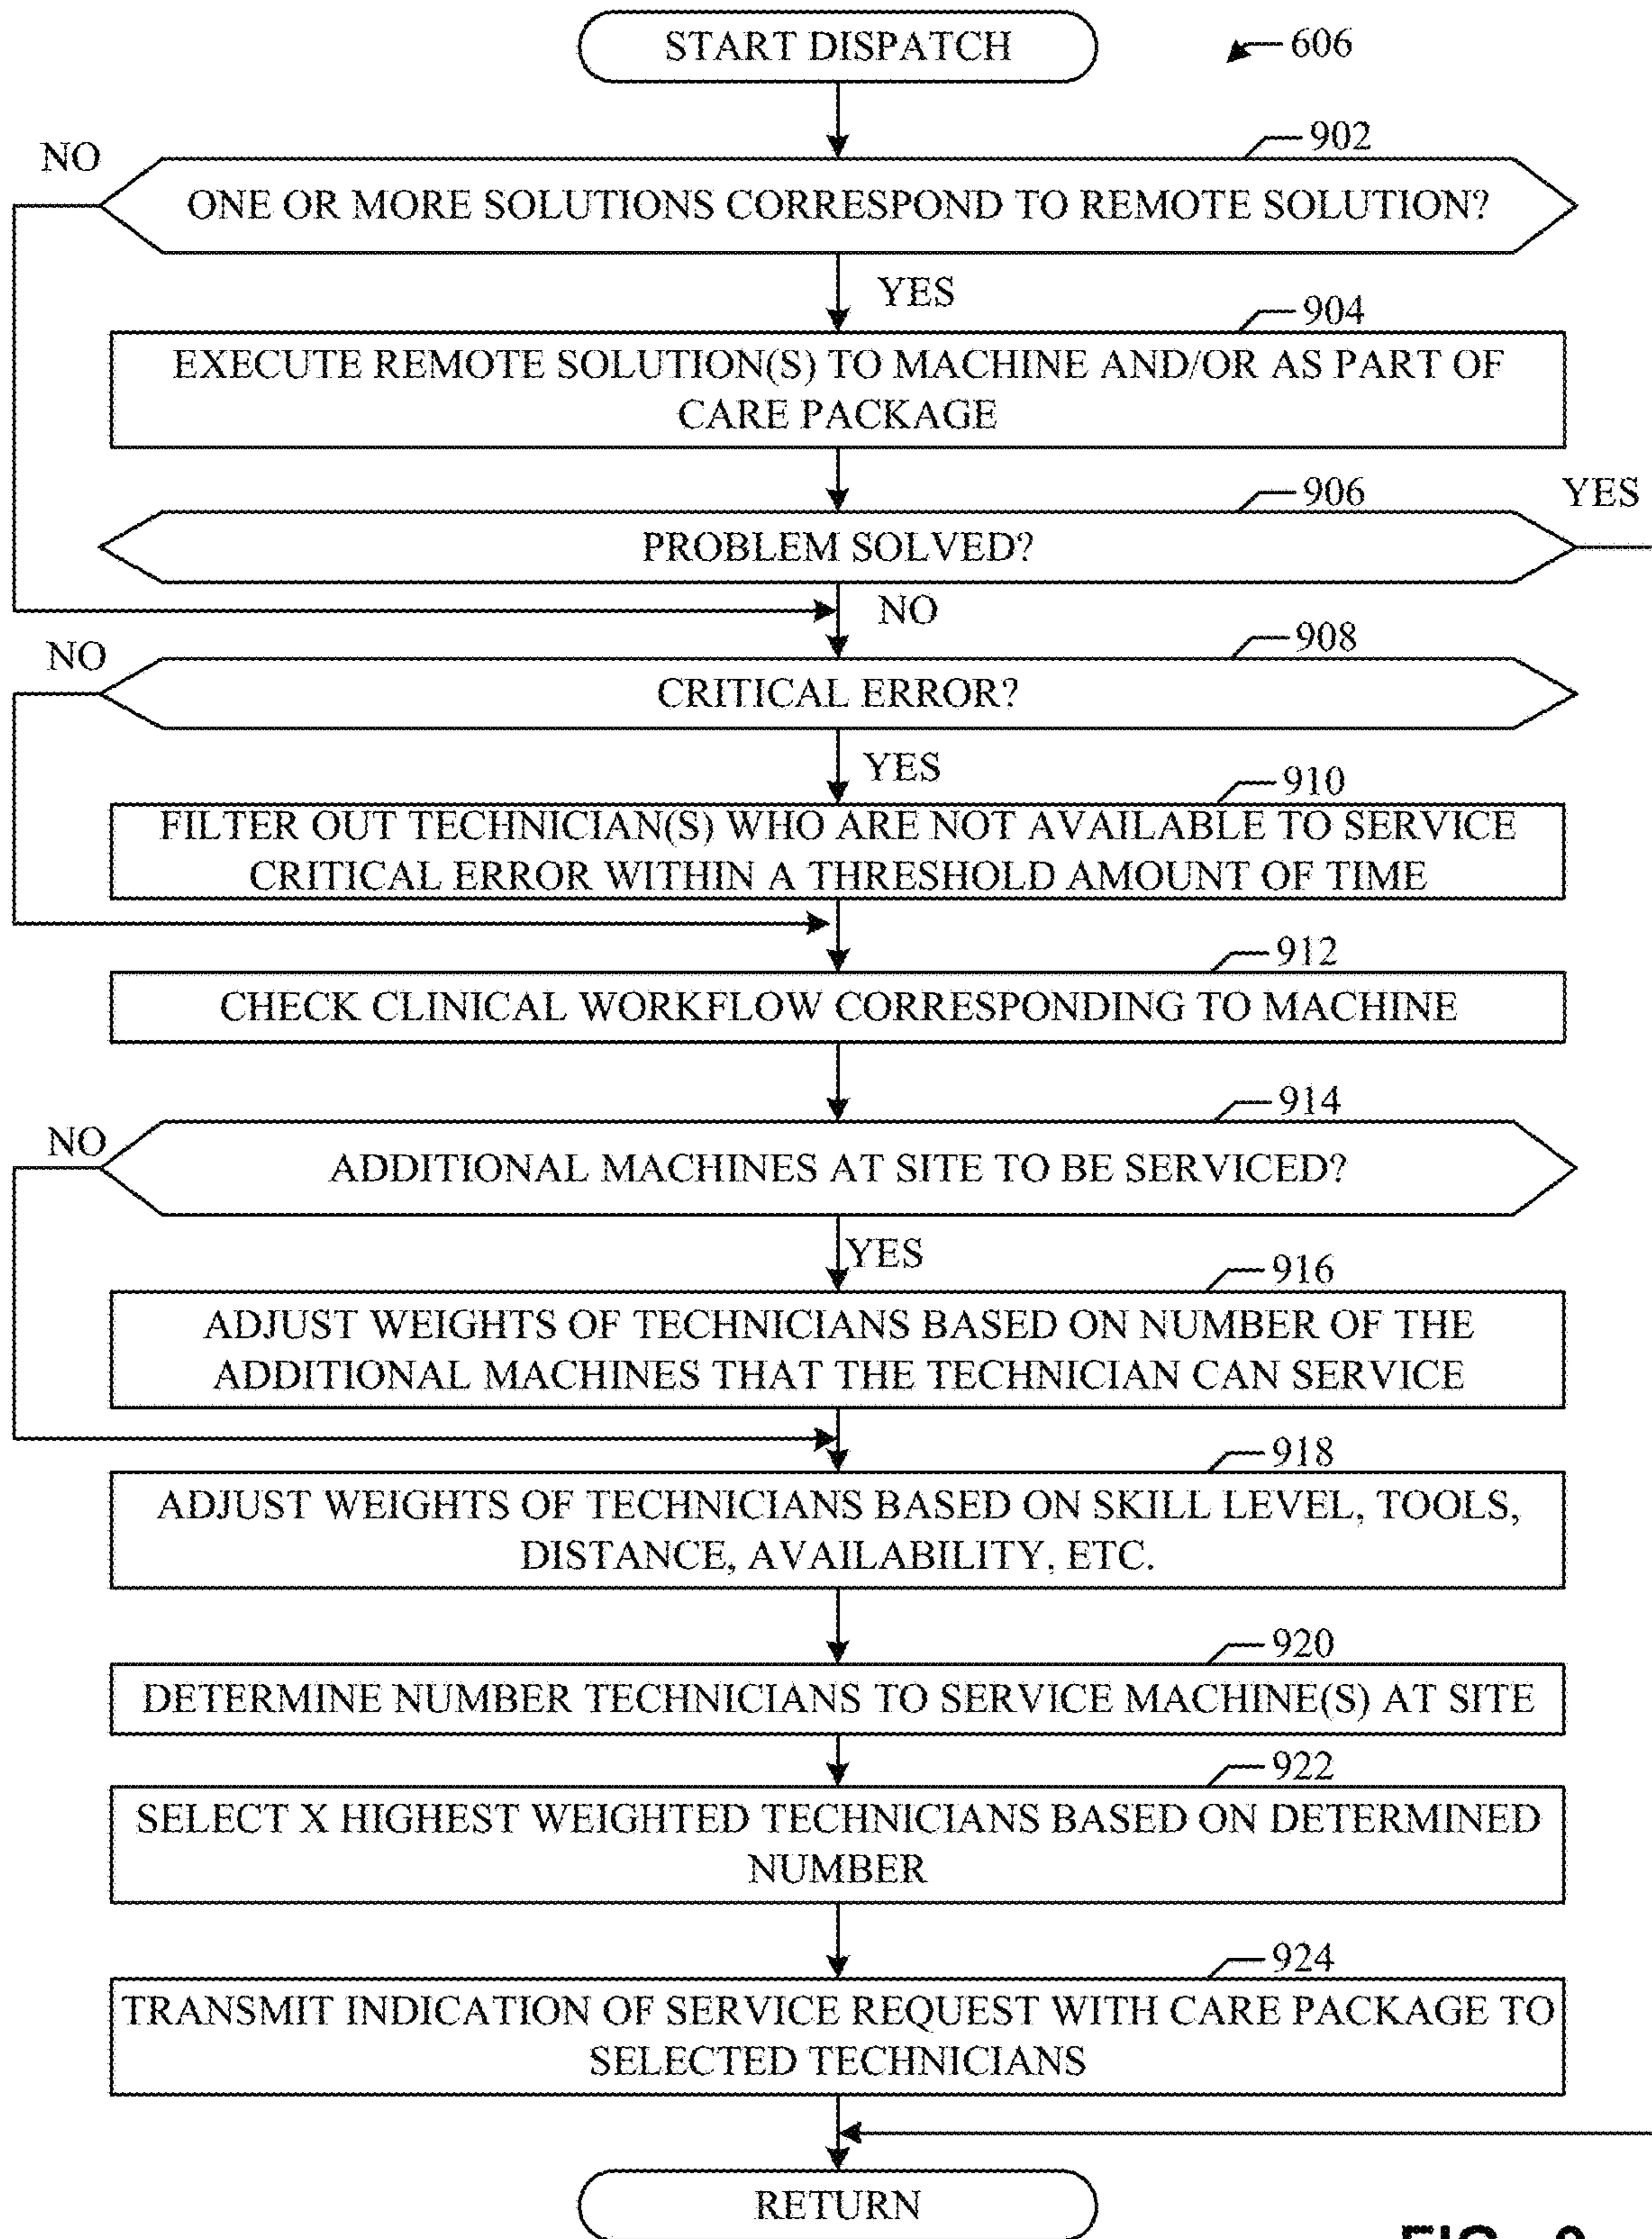 START DISPATCH
606
902
NO
ONE OR MORE SOLUTIONS CORRESPOND TO REMOTE SOLUTION?
YES
904
EXECUTE REMOTE SOLUTION(S) TO MACHINE AND/OR AS PART OF
CARE PACKAGE
906
YES
PROBLEM SOLVED?
NO
908
NO
CRITICAL ERROR?
YES
910
FILTER OUT TECHNICIAN(S) WHO ARE NOT AVAILABLE TO SERVICE
CRITICAL ERROR WITHIN A THRESHOLD AMOUNT OF TIME
912
CHECK CLINICAL WORKFLOW CORRESPONDING TO MACHINE
914
NO
ADDITIONAL MACHINES AT SITE TO BE SERVICED?
YES
916
ADJUST WEIGHTS OF TECHNICIANS BASED ON NUMBER OF THE
ADDITIONAL MACHINES THAT THE TECHNICIAN CAN SERVICE
918
ADJUST WEIGHTS OF TECHNICIANS BASED ON SKILL LEVEL, TOOLS,
DISTANCE, AVAILABILITY, ETC.
920
DETERMINE NUMBER TECHNICIANS TO SERVICE MACHINE(S) AT SITE
922
SELECT X HIGHEST WEIGHTED TECHNICIANS BASED ON DETERMINED
NUMBER
924
TRANSMIT INDICATION OF SERVICE REQUEST WITH CARE PACKAGE TO
SELECTED TECHNICIANS
RETURN